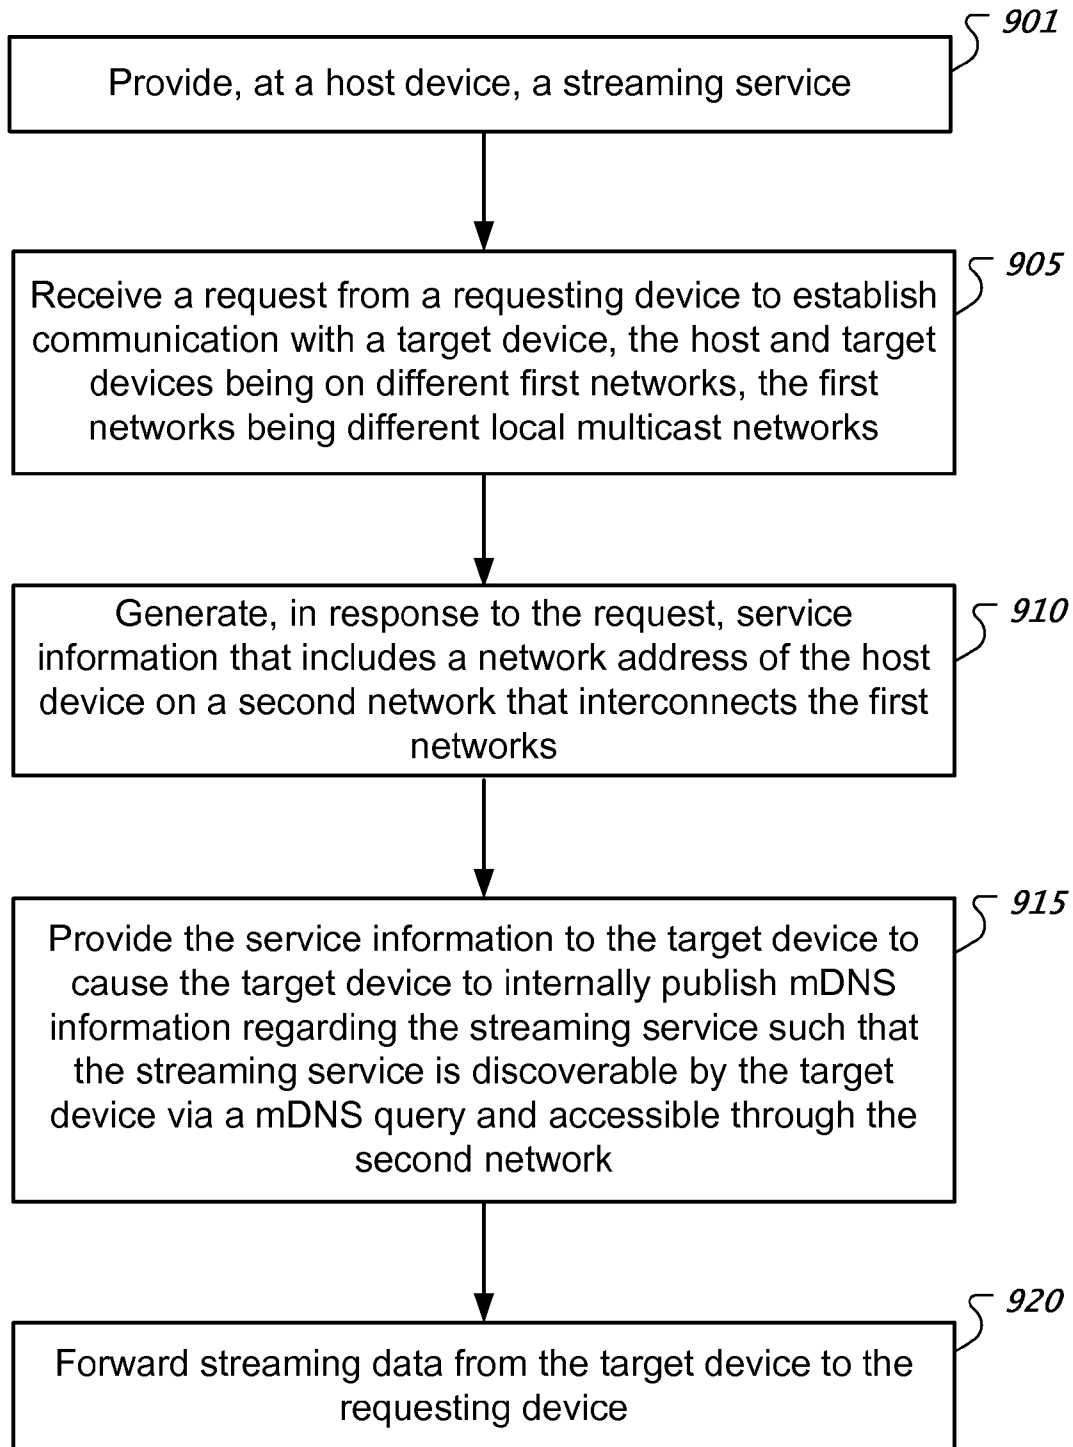 901
Provide, at a host device, a streaming service
905
Receive a request from a requesting device to establish
communication with a target device, the host and target
devices being on different first networks, the first
networks being different local multicast networks
910
Generate, in response to the request, service
information that includes a network address of the host
device on a second network that interconnects the first
networks
915
Provide the service information to the target device to
cause the target device to internally publish mDNS
information regarding the streaming service such that
the streaming service is discoverable by the target
device via a mDNS query and accessible through the
second network
920
Forward streaming data from the target device to the
requesting device